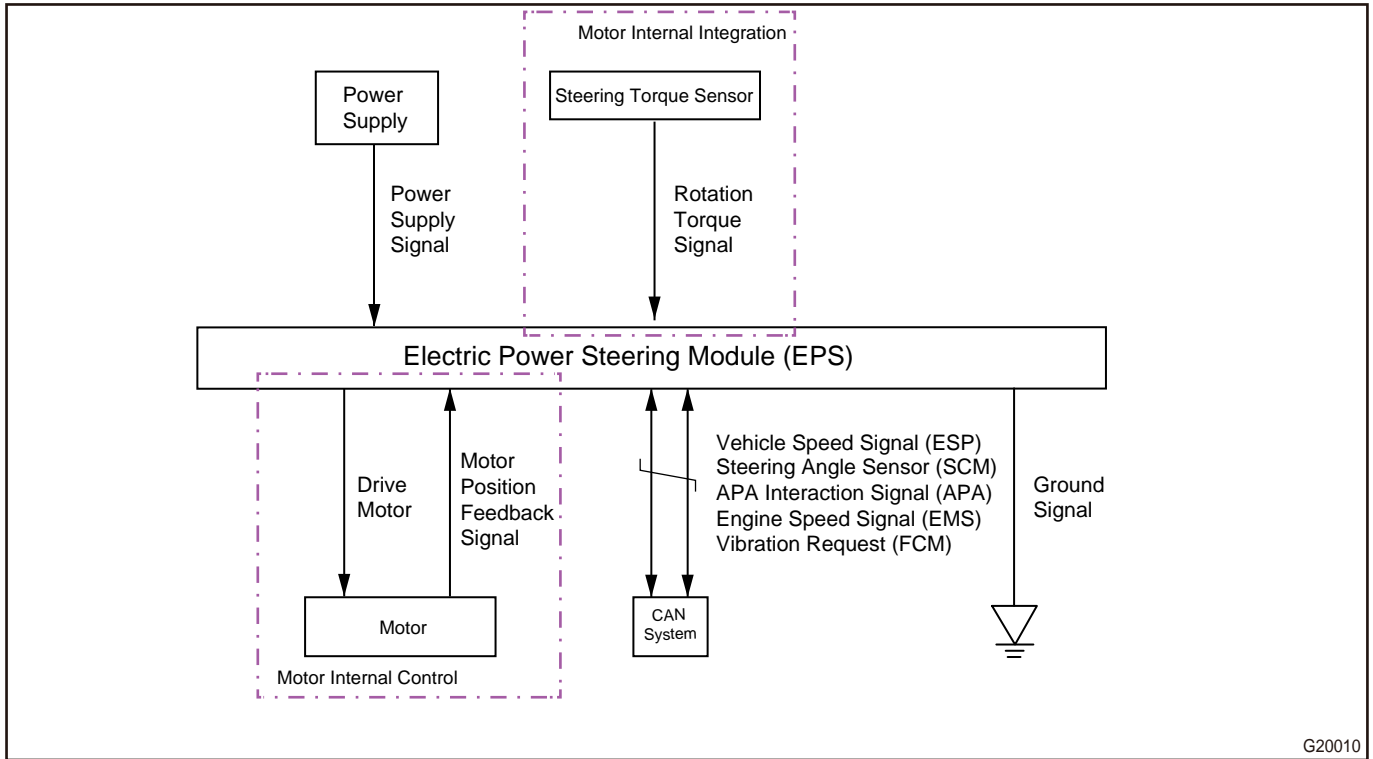 Motor Internal Integration
Power
Supply
Steering Torque Sensor
Power
Supply
Signal
Rotation
Torque
Signal
Electric Power Steering Module (EPS)
Drive
Motor
Motor
Position
Feedback
Signal
Vehicle Speed Signal (ESP)
Steering Angle Sensor (SCM)
APA Interaction Signal (APA)
Engine Speed Signal (EMS)
Vibration Request (FCM)
Ground
Signal
Motor
CAN
System
Motor Internal Control
G20010